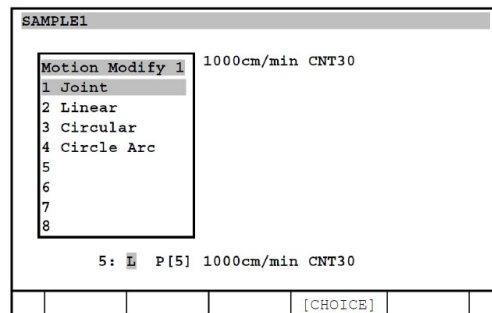 SAMPLE1
1000cm/min CNT30
Motion Modify 1
1 Joint
2 Linear
3 Circular
4 Circle Arc
5
6
7
8
5: L P[5] 1000cm/min CNT30
[CHOICE]